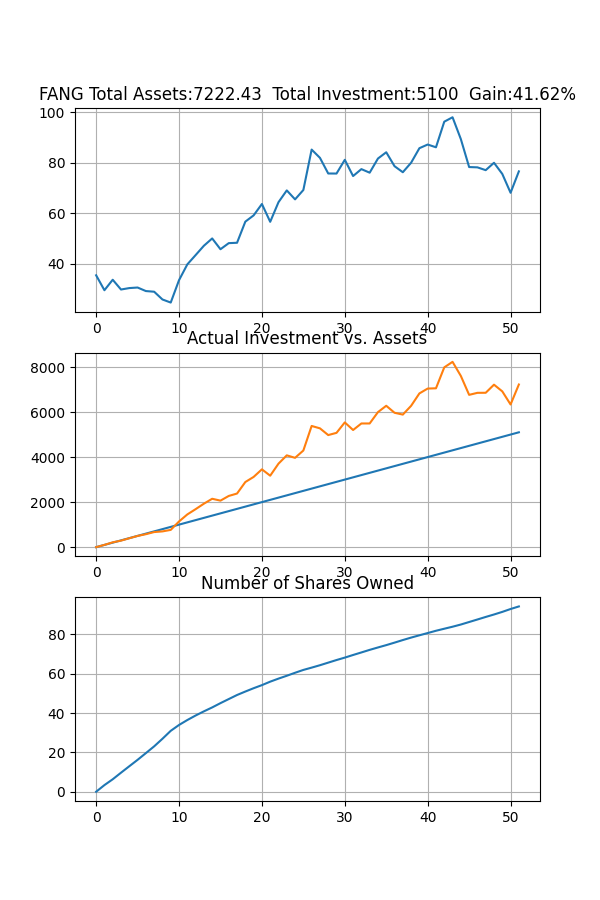 FANG Total Assets:7222.43  Total Investment:5100  Gain:41.62%
100
80
60
40
0 10 20 30 40 50
Actual Investment vs. Assets
8000
6000
4000
2000
0
0 10 20 30 40 50
Number of Shares Owned
80
60
40
20
0
0 10 20 30 40 50